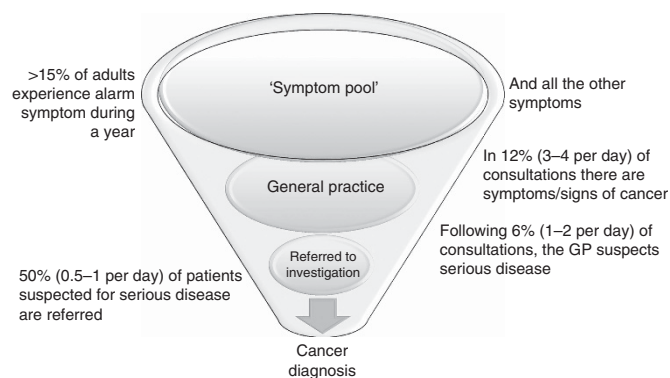 >15% of adults
experience alarm
symptom during
a year
'Symptom pool'
And all the other
symptoms
General practice
In 12% (3–4 per day) of
consultations there are
symptoms/signs of cancer
Following 6% (1–2 per day) of
consultations, the GP suspects
serious disease
Referred to
investigation
50% (0.5–1 per day) of patients
suspected for serious disease
are referred
Cancer
diagnosis